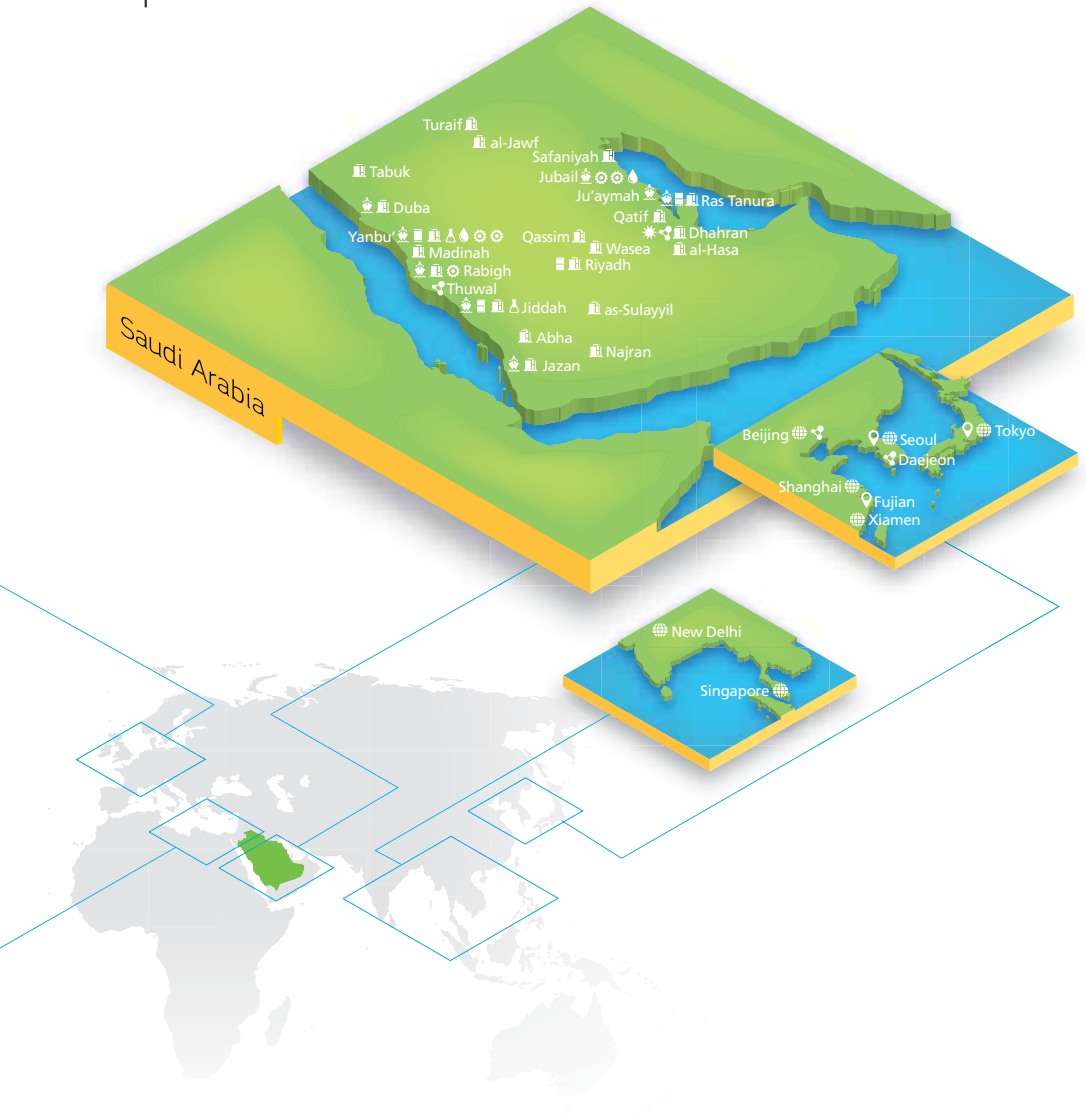 Turaif
al-Jawf
Safaniyah
Tabuk
Jubail
Ju'aymah
Ras Tanura
Duba
Qatif
Yanbu'
Qassim
Dhahran
Madinah
Wasea
al-Hasa
Rabigh
Riyadh
Thuwal
Jiddah
as-Sulayyil
Saudi Arabia
Abha
Najran
Jazan
Beijing
Seoul
Tokyo
Daejeon
Shanghai
Fujian
Xiamen
New Delhi
Singapore